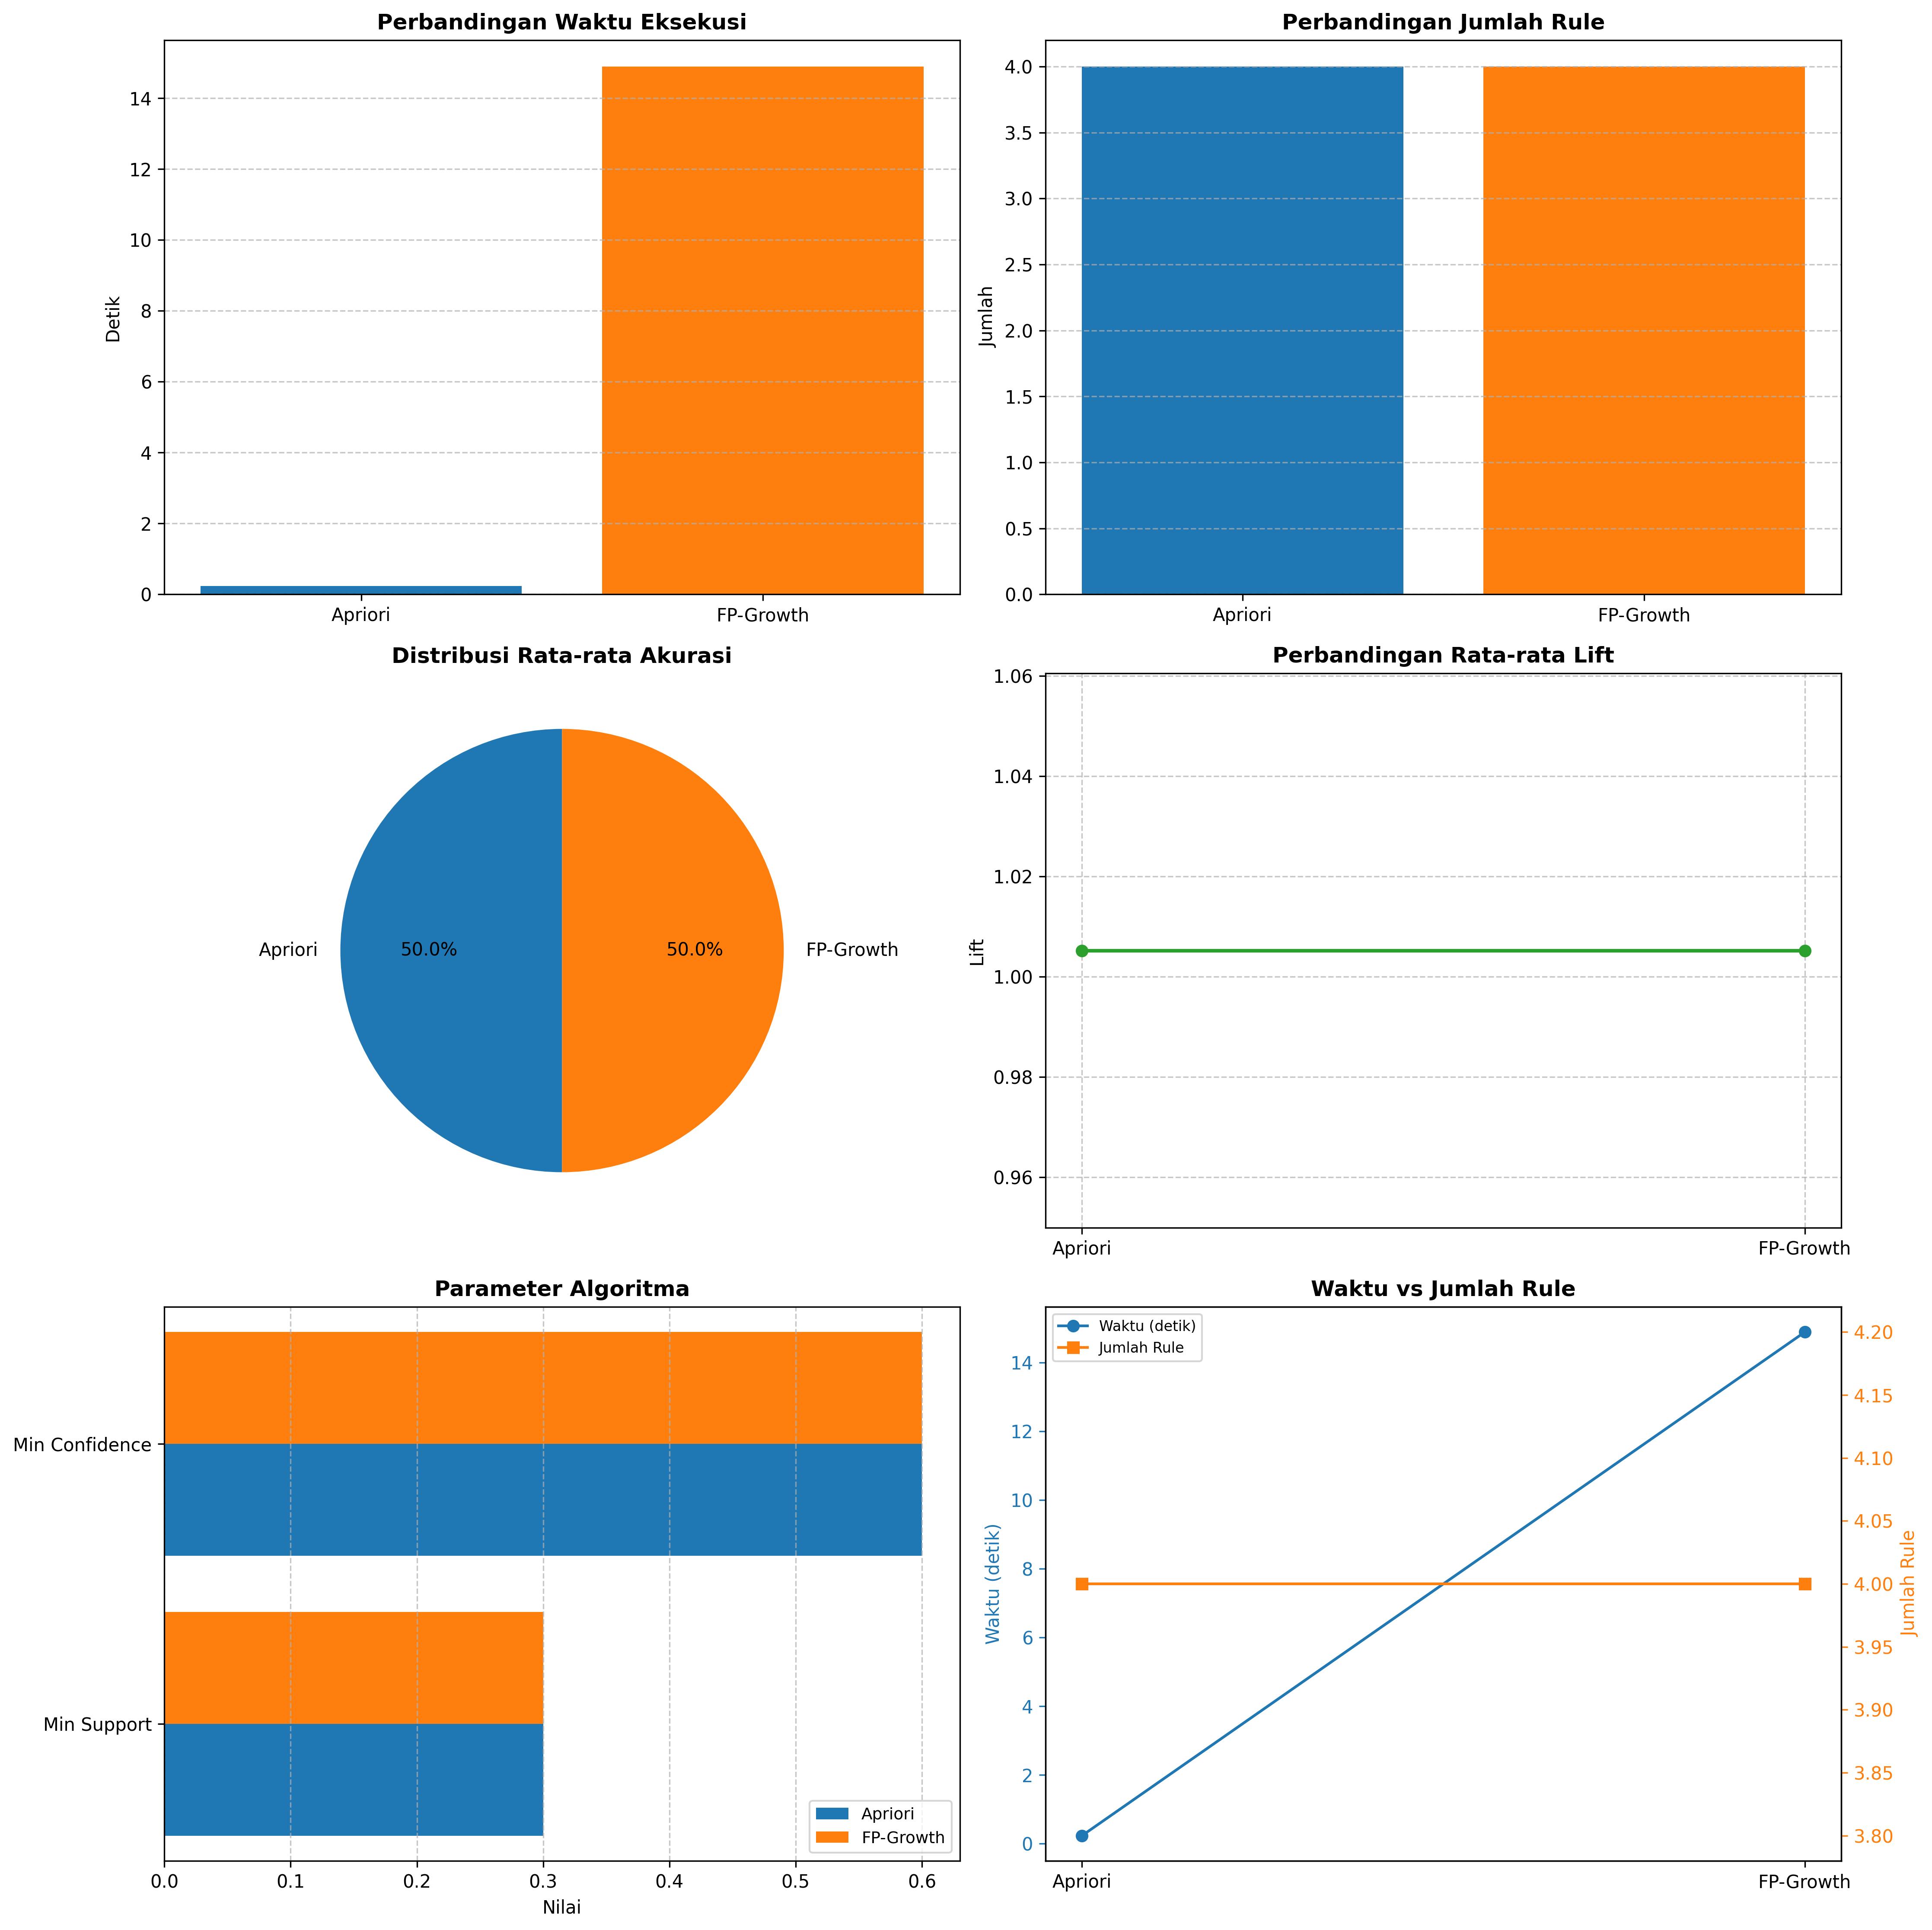 Perbandingan Waktu Eksekusi
Detik
14
12
10
8
6
4
2
0
Apriori
FP-Growth
Perbandingan Jumlah Rule
Jumlah
4.0
3.5
3.0
2.5
2.0
1.5
1.0
0.5
0.0
Apriori
FP-Growth
Distribusi Rata-rata Akurasi
Apriori
50.0%
50.0%
FP-Growth
Perbandingan Rata-rata Lift
Lift
1.06
1.04
1.02
1.00
0.98
0.96
Apriori
FP-Growth
Parameter Algoritma
Min Confidence
Min Support
Apriori
FP-Growth
0.0
0.1
0.2
0.3
0.4
0.5
0.6
Nilai
Waktu vs Jumlah Rule
Waktu (detik)
Jumlah Rule
Waktu (detik)
14
12
10
8
6
4
2
0
4.20
4.15
4.10
4.05
4.00
3.95
3.90
3.85
3.80
Jumlah Rule
Apriori
FP-Growth